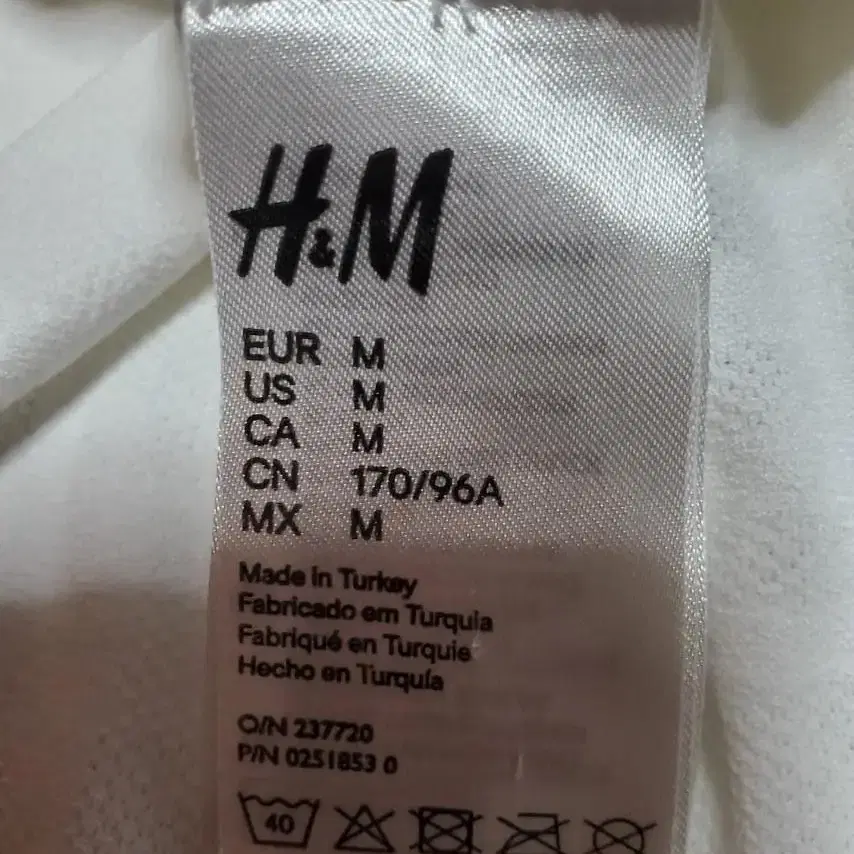 H&M
EUR M
US M
CA M
CN 170/96A
MX M
Made in Turkey
Fabricado em Turquia
Fabriqué en Turquie
Hecho en Turquía
O/N 237720
P/N 0251853 0
40